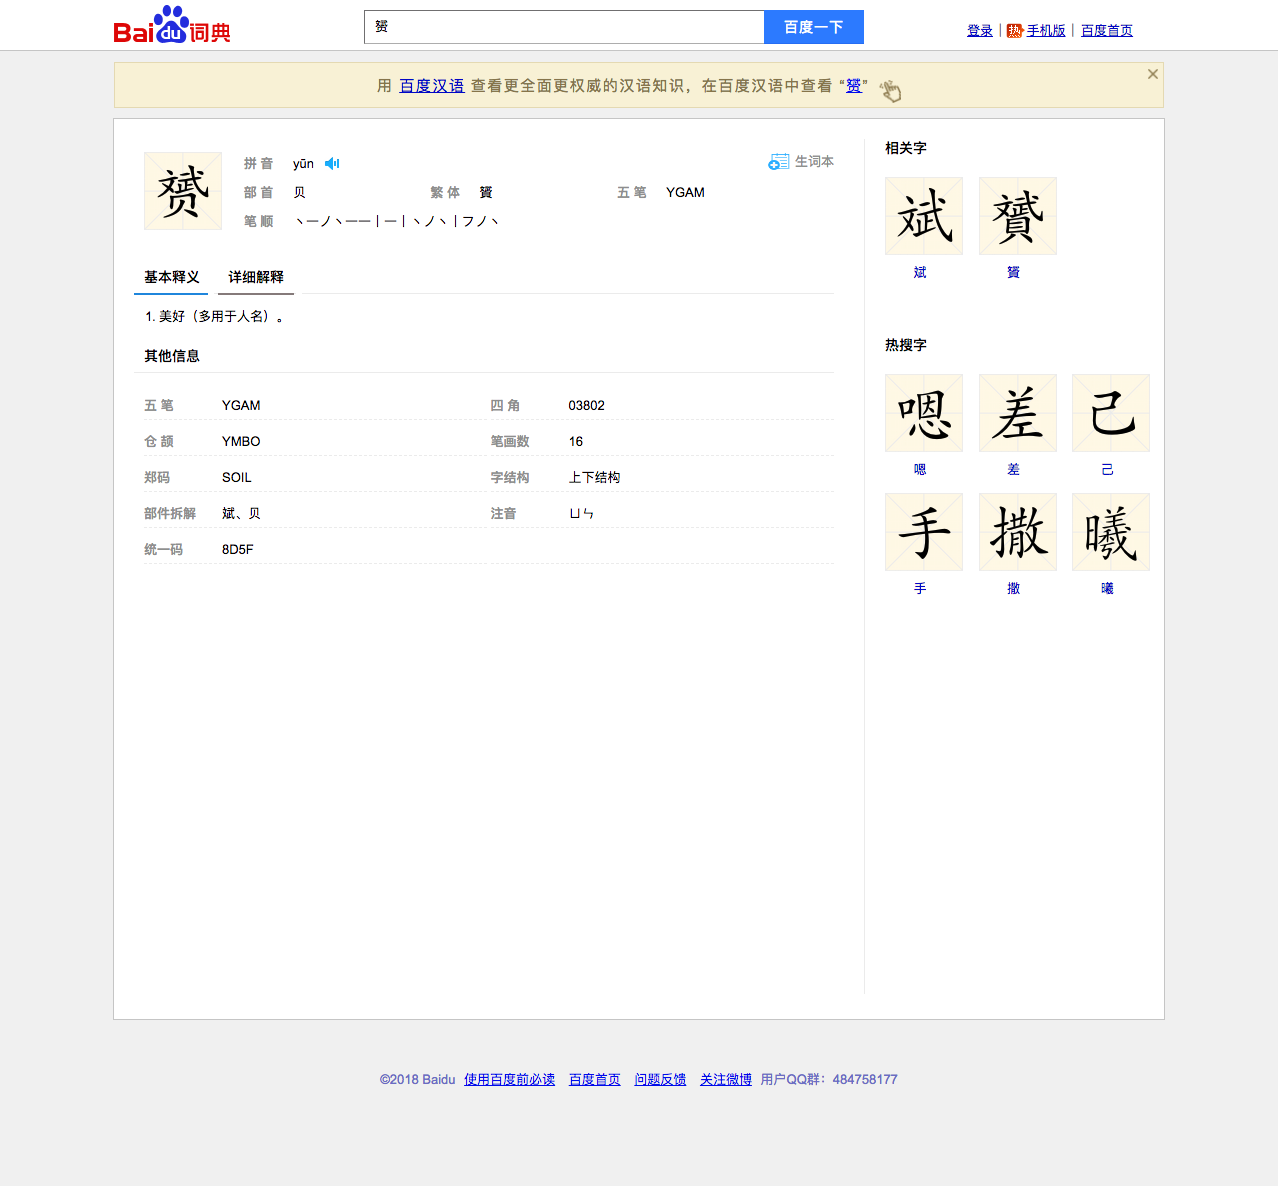 Bai du 词典
赟
百度一下
登录 | 热 手机版 | 百度首页
用 百度汉语 查看更全面更权威的汉语知识，在百度汉语中查看 “赟”
赟
拼 音 yūn
生词本
部 首 贝 繁 体 贇 五 笔 YGAM
笔 顺 丶一ノ丶一一丨一丨丶ノ丶丨フノ丶
基本释义 详细解释
1. 美好（多用于人名）。
其他信息
五 笔 YGAM 四 角 03802
仓 颉 YMBO 笔画数 16
郑码 SOIL 字结构 上下结构
部件拆解 斌、贝 注音 ㄩㄣ
统一码 8D5F
相关字
斌 贇
斌 贇
热搜字
嗯 差 己
嗯 差 己
手 撒 曦
手 撒 曦
©2018 Baidu 使用百度前必读 百度首页 问题反馈 关注微博 用户QQ群：484758177